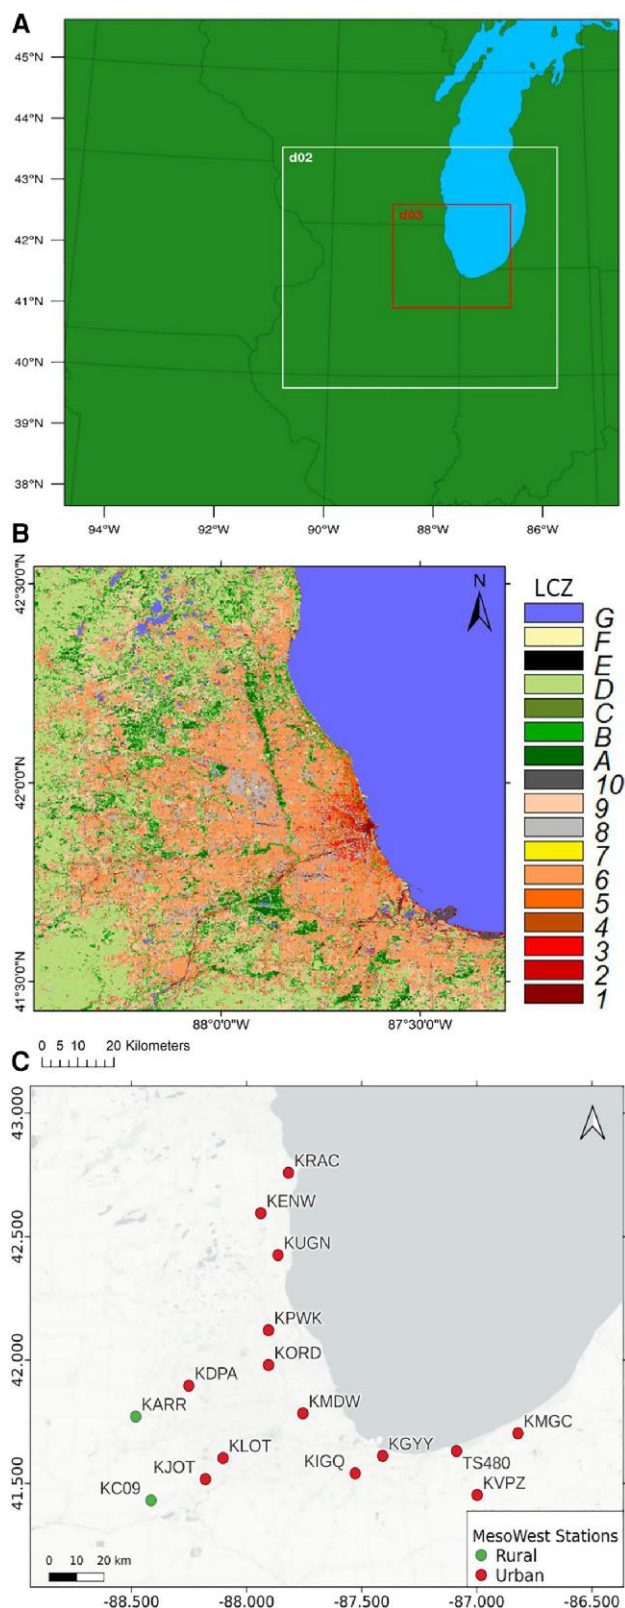 A
45°N
44°N
43°N
42°N
41°N
40°N
39°N
38°N
d02
d03
94°W 92°W 90°W 88°W 86°W
B
42°30'0"N
42°0'0"N
41°30'0"N
N
88°0'0"W 87°30'0"W
LCZ
G
F
E
D
C
B
A
10
9
8
7
6
5
4
3
2
1
0 5 10 20 Kilometers
C
43.000
42.500
42.000
41.500
KRAC
KENW
KUGN
KPWK
KORD
KDPA
KARR
KMDW
KMGC
KLOT
KGYY
KIGQ
TS480
KJOT
KC09
KVPZ
MesoWest Stations
Rural
Urban
0 10 20 km
-88.500 -88.000 -87.500 -87.000 -86.500